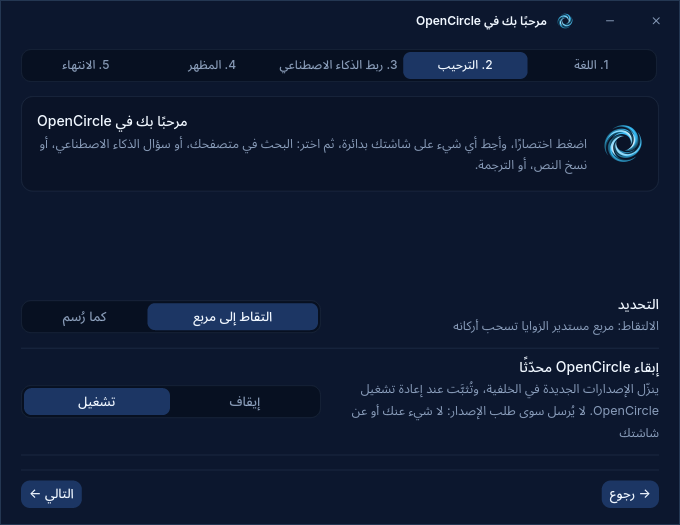 مرحبًا بك في OpenCircle
1. اللغة
2. الترحيب
3. ربط الذكاء الاصطناعي
4. المظهر
5. الانتهاء
مرحبًا بك في OpenCircle
اضغط اختصارًا، وأحِط أي شيء على شاشتك بدائرة، ثم اختر: البحث في متصفحك، أو سؤال الذكاء الاصطناعي، أو
نسخ النص، أو الترجمة.
التحديد
الالتقاط: مربع مستدير الزوايا تسحب أركانه
التقاط إلى مربع
كما رُسم
إبقاء OpenCircle محدّثًا
ينزّل الإصدارات الجديدة في الخلفية، وتُثبَّت عند إعادة تشغيل
OpenCircle. لا يُرسل سوى طلب الإصدار: لا شيء عنك أو عن
شاشتك
إيقاف
تشغيل
→ رجوع
التالي ←